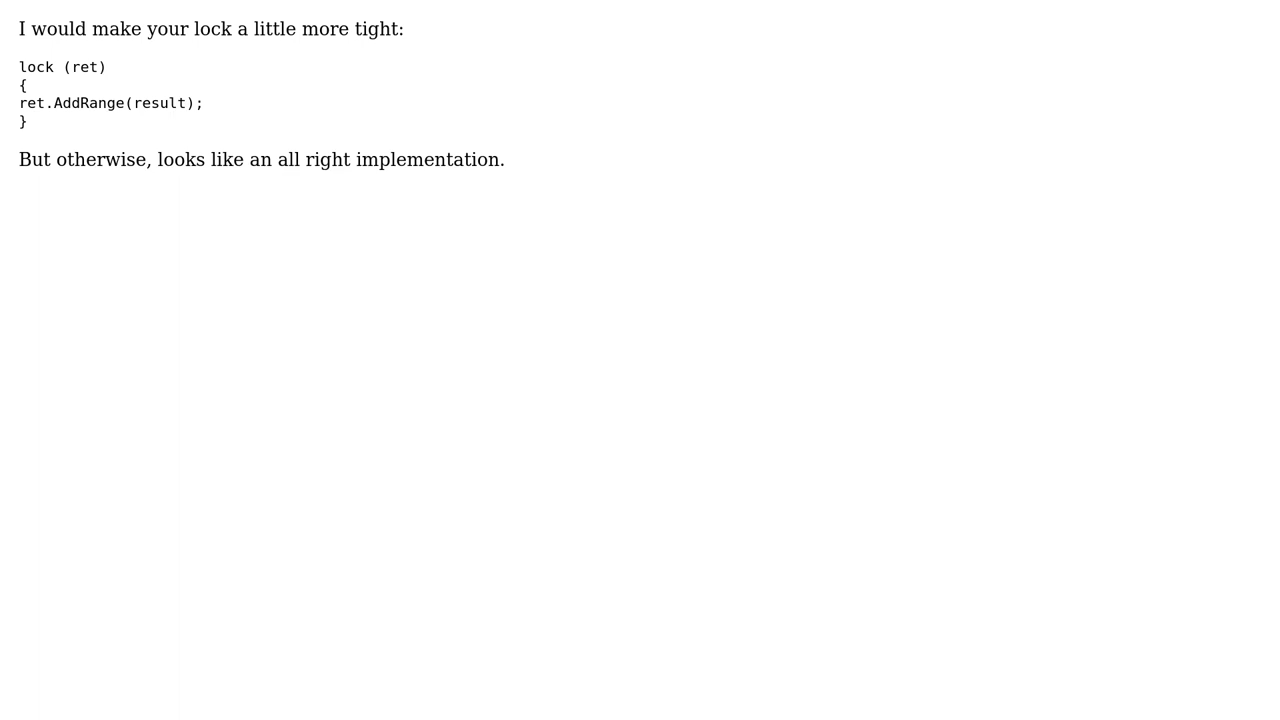 I would make your lock a little more tight:
lock (ret)
{
ret.AddRange(result);
}
But otherwise, looks like an all right implementation.